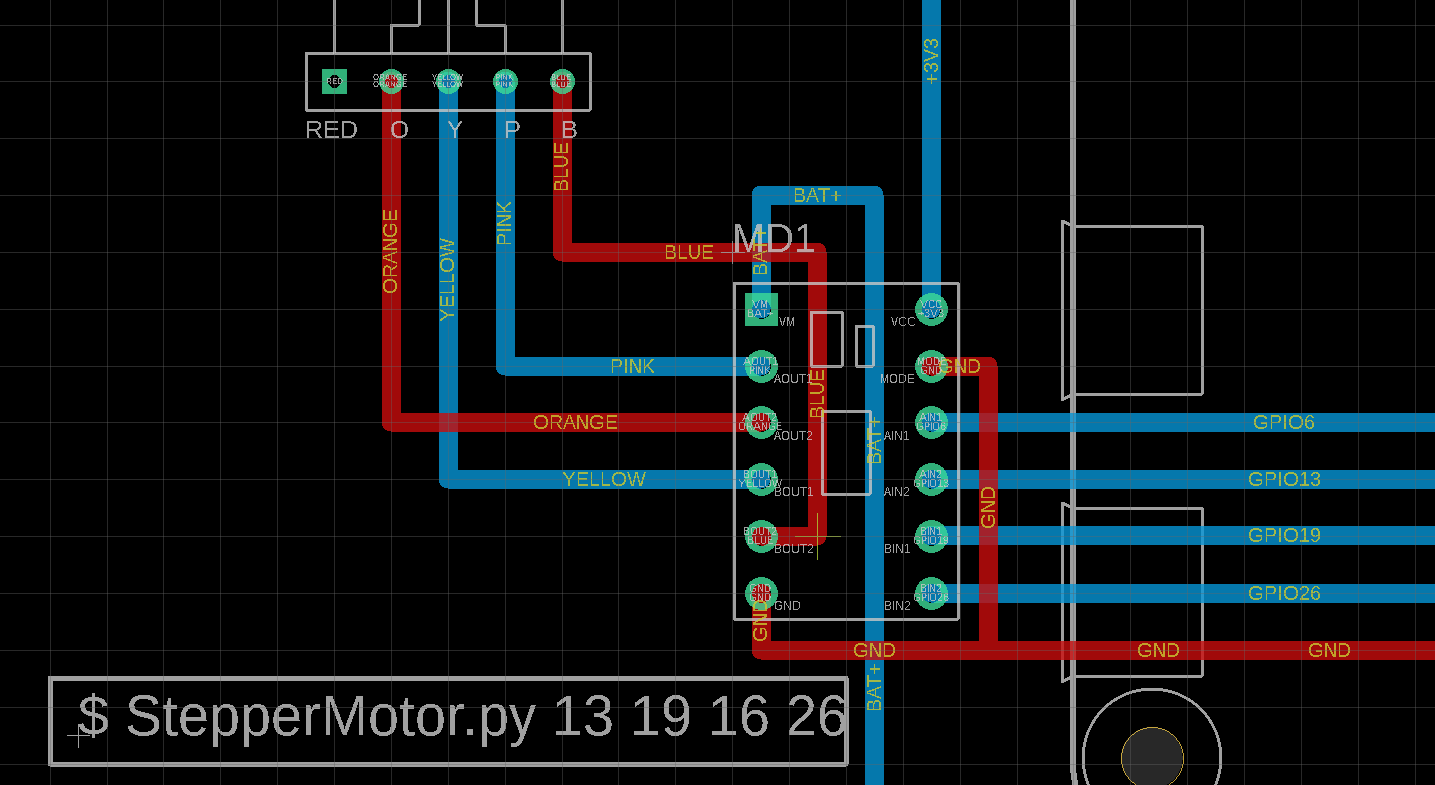 +3V3
RED
ORANGE
ORANGE
YELLOW
YELLOW
PINK
PINK
BLUE
BLUE
RED O Y P B
BLUE
ORANGE
YELLOW
PINK
BAT+
MD1
BLUE
BAT+
VM
BAT+
VM
VCC
+3V3
VCC
PINK
AOUT1
PINK
AOUT1
MODE
GND
MODE
GND
BLUE
ORANGE
AOUT2
ORANGE
AOUT2
BAT+
AIN1
GPIO6
AIN1
GPIO6
YELLOW
BOUT1
YELLOW
BOUT1
AIN2
GPIO13
AIN2
GPIO13
GND
BOUT2
BLUE
BOUT2
BIN1
GPIO19
BIN1
GPIO19
GND
GND
GND
BIN2
GPIO26
BIN2
GPIO26
GND
GND
GND
GND
BAT+
$ StepperMotor.py 13 19 16 26